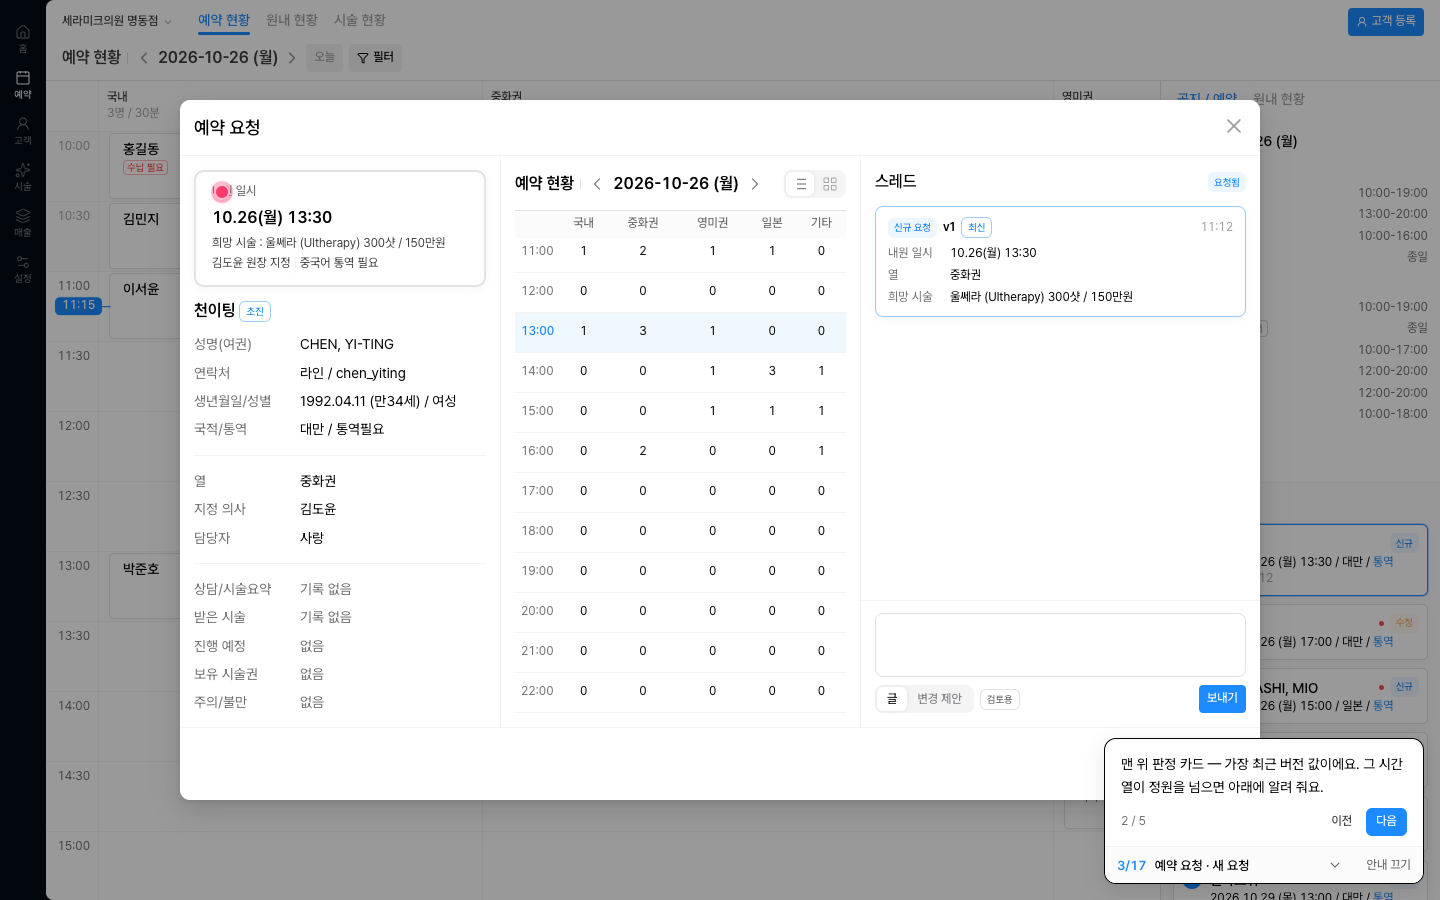 세라미크의원 명동점
예약 현황
원내 현황
시술 현황
고객 등록
예약 현황
2026-10-26 (월)
오늘
필터
홈
예약
고객
시술
매출
설정
국내
3명 / 30분
중화권
영미권
공지 / 예약
원내 현황
10:00
10:30
11:00
11:15
11:30
12:00
12:30
13:00
13:30
14:00
14:30
15:00
홍길동
수납 필요
김민지
이서윤
박준호
예약 요청
일시
10.26(월) 13:30
희망 시술 : 울쎄라 (Ultherapy) 300샷 / 150만원
김도윤 원장 지정
중국어 통역 필요
천이팅
초진
성명(여권)
CHEN, YI-TING
연락처
라인 / chen_yiting
생년월일/성별
1992.04.11 (만34세) / 여성
국적/통역
대만 / 통역필요
열
중화권
지정 의사
김도윤
담당자
사랑
상담/시술요약
기록 없음
받은 시술
기록 없음
진행 예정
없음
보유 시술권
없음
주의/불만
없음
예약 현황
2026-10-26 (월)
국내 중화권 영미권 일본 기타
11:00 1 2 1 1 0
12:00 0 0 0 0 0
13:00 1 3 1 0 0
14:00 0 0 1 3 1
15:00 0 0 1 1 1
16:00 0 2 0 0 1
17:00 0 0 0 0 0
18:00 0 0 0 0 0
19:00 0 0 0 0 0
20:00 0 0 0 0 0
21:00 0 0 0 0 0
22:00 0 0 0 0 0
스레드
요청됨
신규 요청
v1
최신
11:12
내원 일시
10.26(월) 13:30
열
중화권
희망 시술
울쎄라 (Ultherapy) 300샷 / 150만원
글
변경 제안
검토용
보내기
26 (월)
10:00-19:00
13:00-20:00
10:00-16:00
종일
10:00-19:00
종일
10:00-17:00
12:00-20:00
12:00-20:00
10:00-18:00
신규
26 (월) 13:30 / 대만 / 통역
12
수정
26 (월) 17:00 / 대만 / 통역
ASHI, MIO
신규
26 (월) 15:00 / 일본 / 통역
맨 위 판정 카드 — 가장 최근 버전 값이에요. 그 시간
열이 정원을 넘으면 아래에 알려 줘요.
2 / 5
이전
다음
3/17
예약 요청 · 새 요청
안내 끄기
2026.10.29 (목) 13:00 / 대만 / 통역